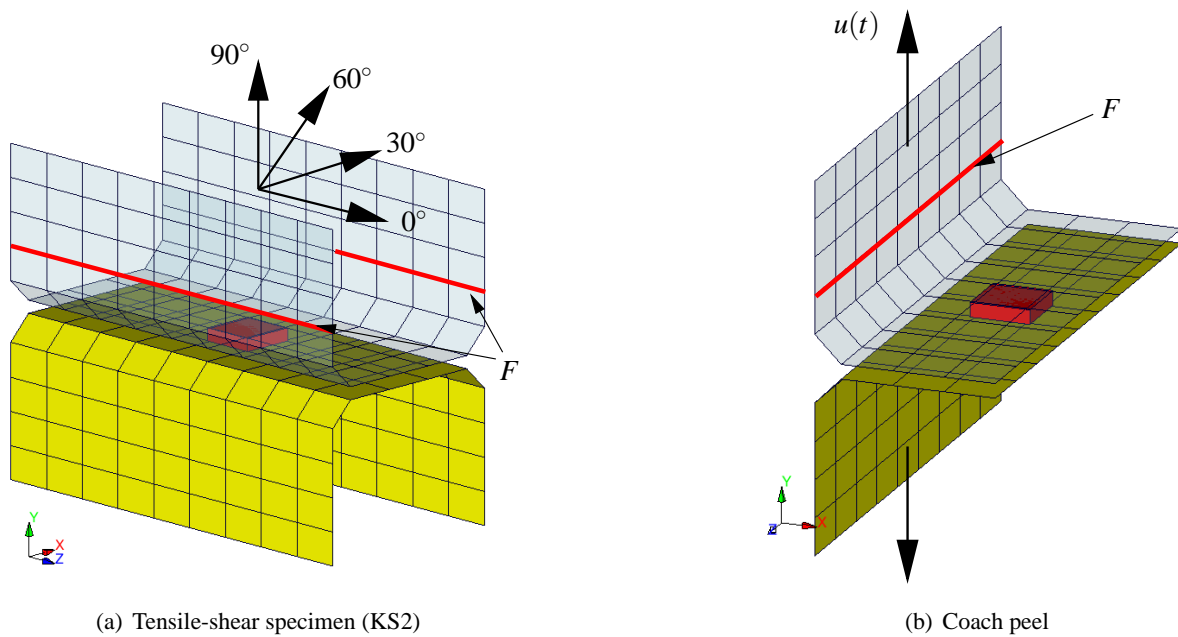 90°
60°
30°
0°
F
Y
X
Z
(a) Tensile-shear specimen (KS2)
u(t)
F
Y
X
Z
(b) Coach peel